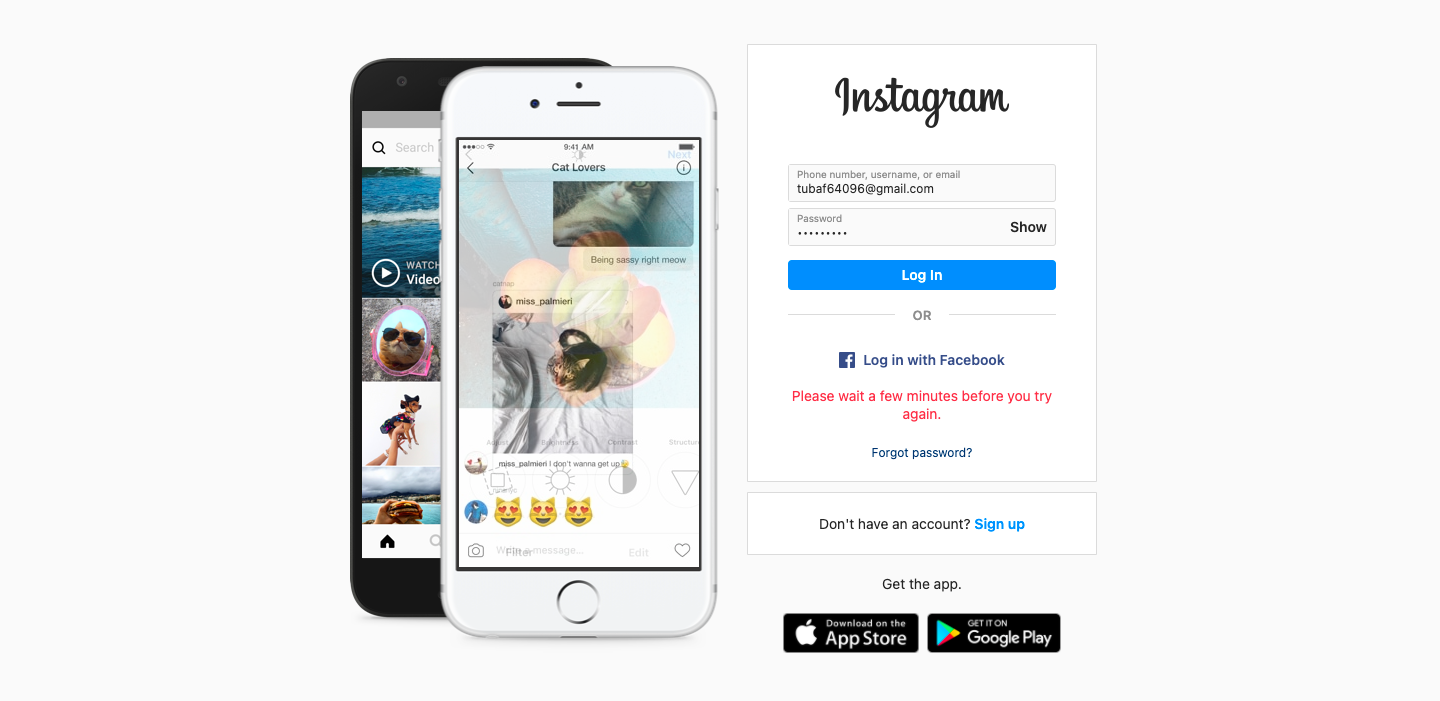 Search
WATCH
Video
9:41 AM
Next
Cat Lovers
Being sassy right meow
catnap
miss_palmieri
Adjust Brightness Contrast Structure
miss_palmieri I don't wanna get up😂
Write a message...
Filter Edit
Instagram
Phone number, username, or email
tubaf64096@gmail.com
Password
•••••••••
Show
Log In
OR
Log in with Facebook
Please wait a few minutes before you try
again.
Forgot password?
Don't have an account? Sign up
Get the app.
Download on the
App Store
GET IT ON
Google Play